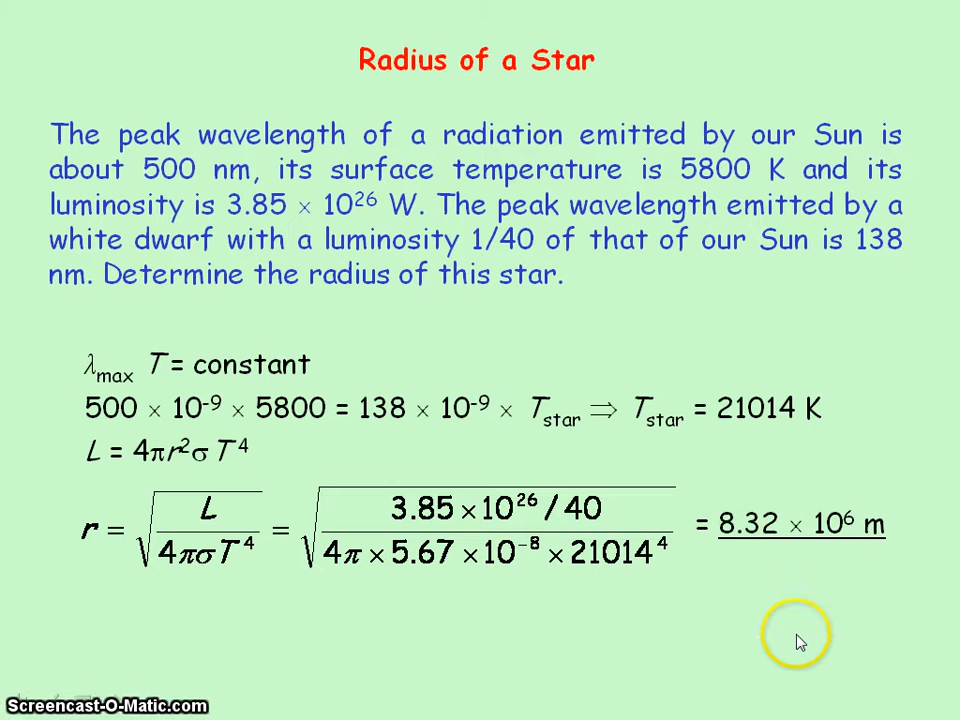 Radius of a Star
The peak wavelength of a radiation emitted by our Sun is
about 500 nm, its surface temperature is 5800 K and its
luminosity is 3.85 × 10²⁶ W. The peak wavelength emitted by a
white dwarf with a luminosity 1/40 of that of our Sun is 138
nm. Determine the radius of this star.
λmax T = constant
500 × 10⁻⁹ × 5800 = 138 × 10⁻⁹ × Tstar ⇒ Tstar = 21014 K
L = 4πr²σT⁴
r = √(L / 4πσT⁴) = √(3.85 × 10²⁶ / 40 / 4π × 5.67 × 10⁻⁸ × 21014⁴) = 8.32 × 10⁶ m
Screencast-O-Matic.com